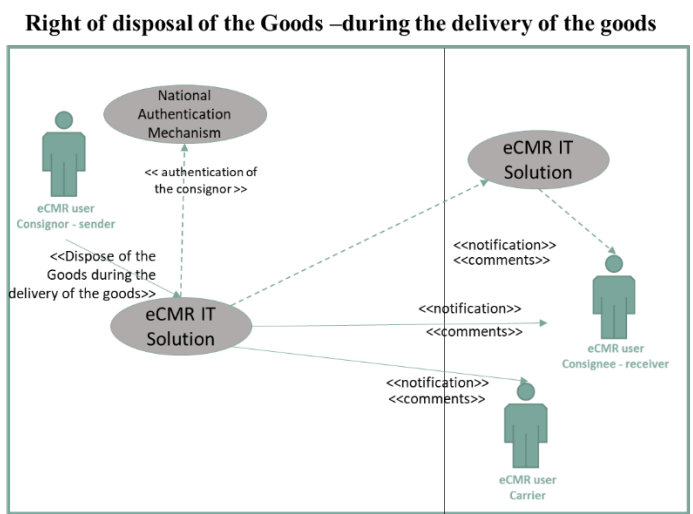 Right of disposal of the Goods –during the delivery of the goods
National
Authentication
Mechanism
<< authentication of
the consignor>>
eCMR user
Consignor - sender
<<Dispose of the
Goods during the
delivery of the goods>>
eCMR IT
Solution
eCMR IT
Solution
<<notification>>
<<comments>>
<<notification>>
<<comments>>
eCMR user
Consignee - receiver
<<notification>>
<<comments>>
eCMR user
Carrier